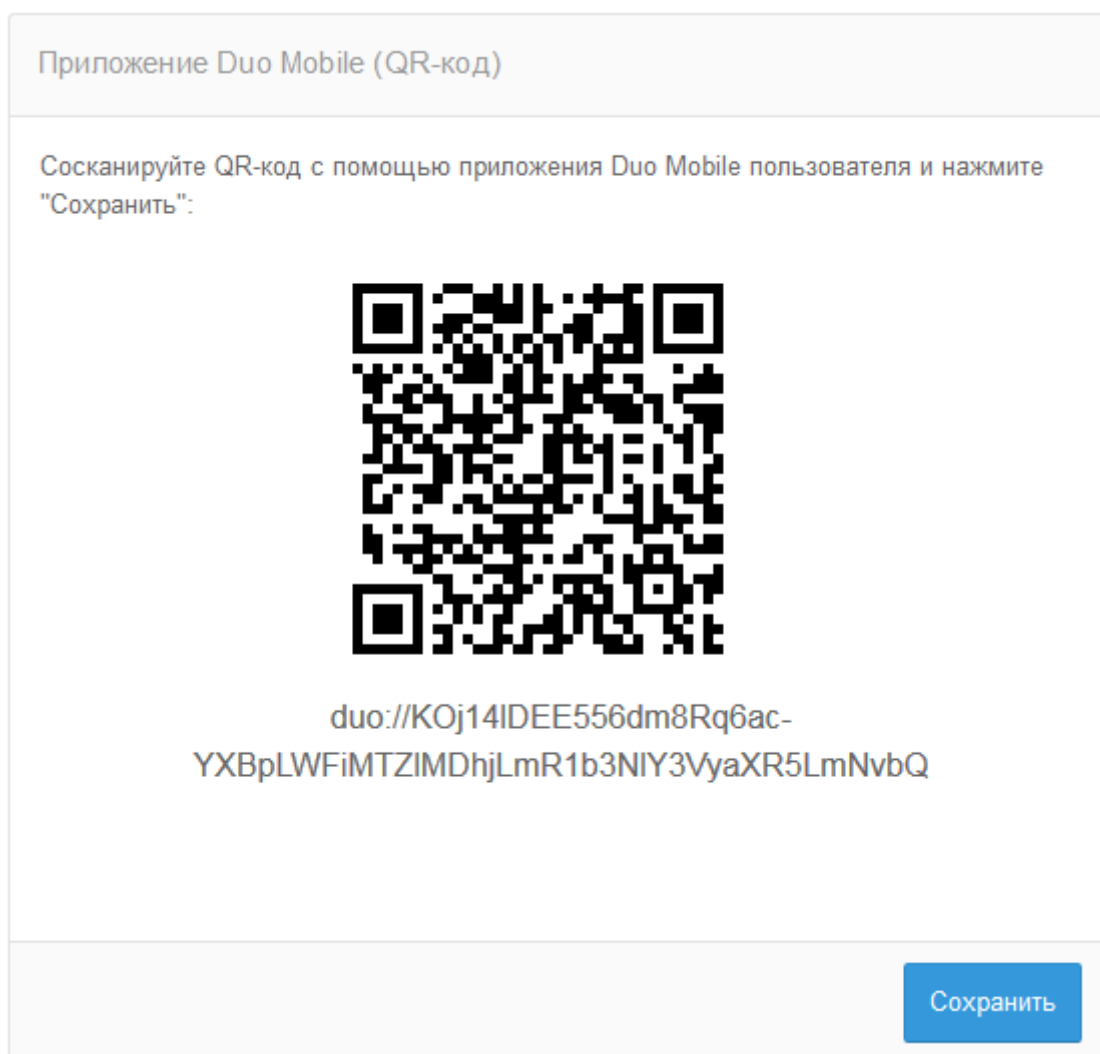 Приложение Duo Mobile (QR-код)
Сосканируйте QR-код с помощью приложения Duo Mobile пользователя и нажмите
"Сохранить":
duo://KOj14IDEE556dm8Rq6ac-
YXBpLWFiMTZlMDhjLmR1b3NlY3VyaXR5LmNvbQ
Сохранить